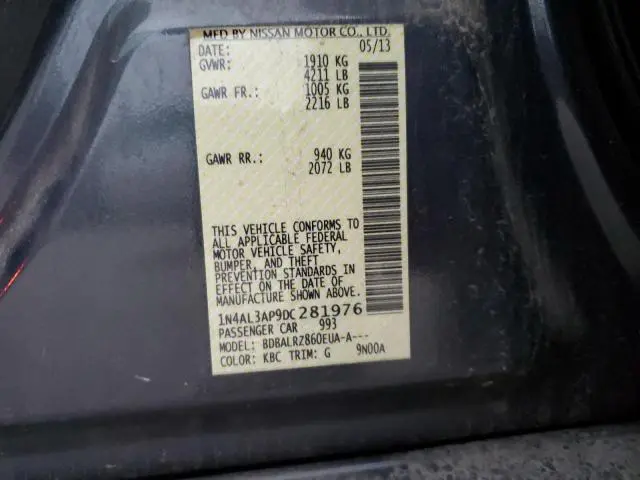 MFD BY NISSAN MOTOR CO., LTD.
DATE: 05/13
GVWR: 1910 KG
4211 LB
GAWR FR.: 1005 KG
2216 LB
GAWR RR.: 940 KG
2072 LB
THIS VEHICLE CONFORMS TO
ALL APPLICABLE FEDERAL
MOTOR VEHICLE SAFETY,
BUMPER, AND THEFT
PREVENTION STANDARDS IN
EFFECT ON THE DATE OF
MANUFACTURE SHOWN ABOVE.
1N4AL3AP9DC281976
PASSENGER CAR 993
MODEL: BDBALRZ860EUA-A---
COLOR: KBC TRIM: G 9N00A